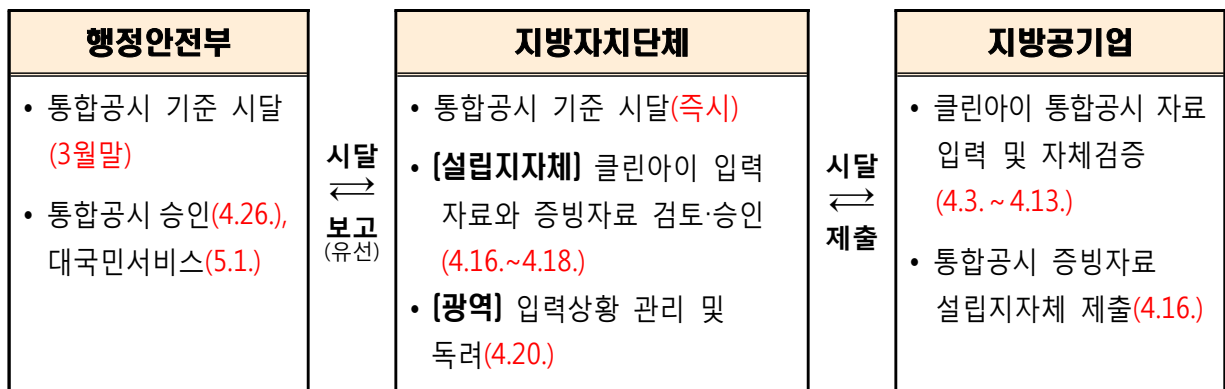 행정안전부
• 통합공시 기준 시달
(3월말)
• 통합공시 승인(4.26.),
대국민서비스(5.1.)
시달
⇄
보고
(유선)
지방자치단체
• 통합공시 기준 시달(즉시)
• [설립지자체] 클린아이 입력
자료와 증빙자료 검토·승인
(4.16.~4.18.)
• [광역] 입력상황 관리 및
독려(4.20.)
시달
⇄
제출
지방공기업
• 클린아이 통합공시 자료
입력 및 자체검증
(4.3. ~ 4.13.)
• 통합공시 증빙자료
설립지자체 제출(4.16.)